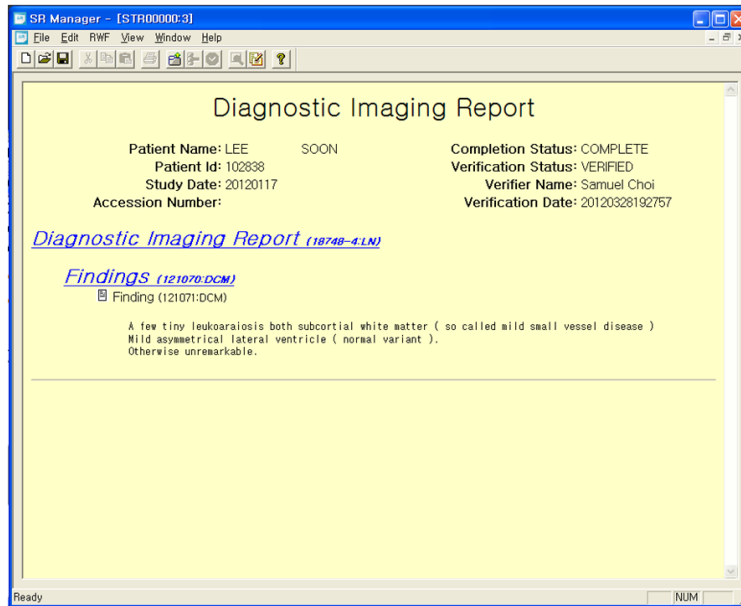 SR Manager - [STR00000:3]
File Edit RWF View Window Help
Diagnostic Imaging Report
Patient Name: LEE SOON Completion Status: COMPLETE
Patient Id: 102838 Verification Status: VERIFIED
Study Date: 20120117 Verifier Name: Samuel Choi
Accession Number: Verification Date: 20120328192757
Diagnostic Imaging Report (18748-4:LN)
Findings (121070:DCM)
Finding (121071:DCM)
A few tiny leukoaraiosis both subcortial white matter ( so called mild small vessel disease )
Mild asymmetrical lateral ventricle ( normal variant ).
Otherwise unremarkable.
Ready NUM